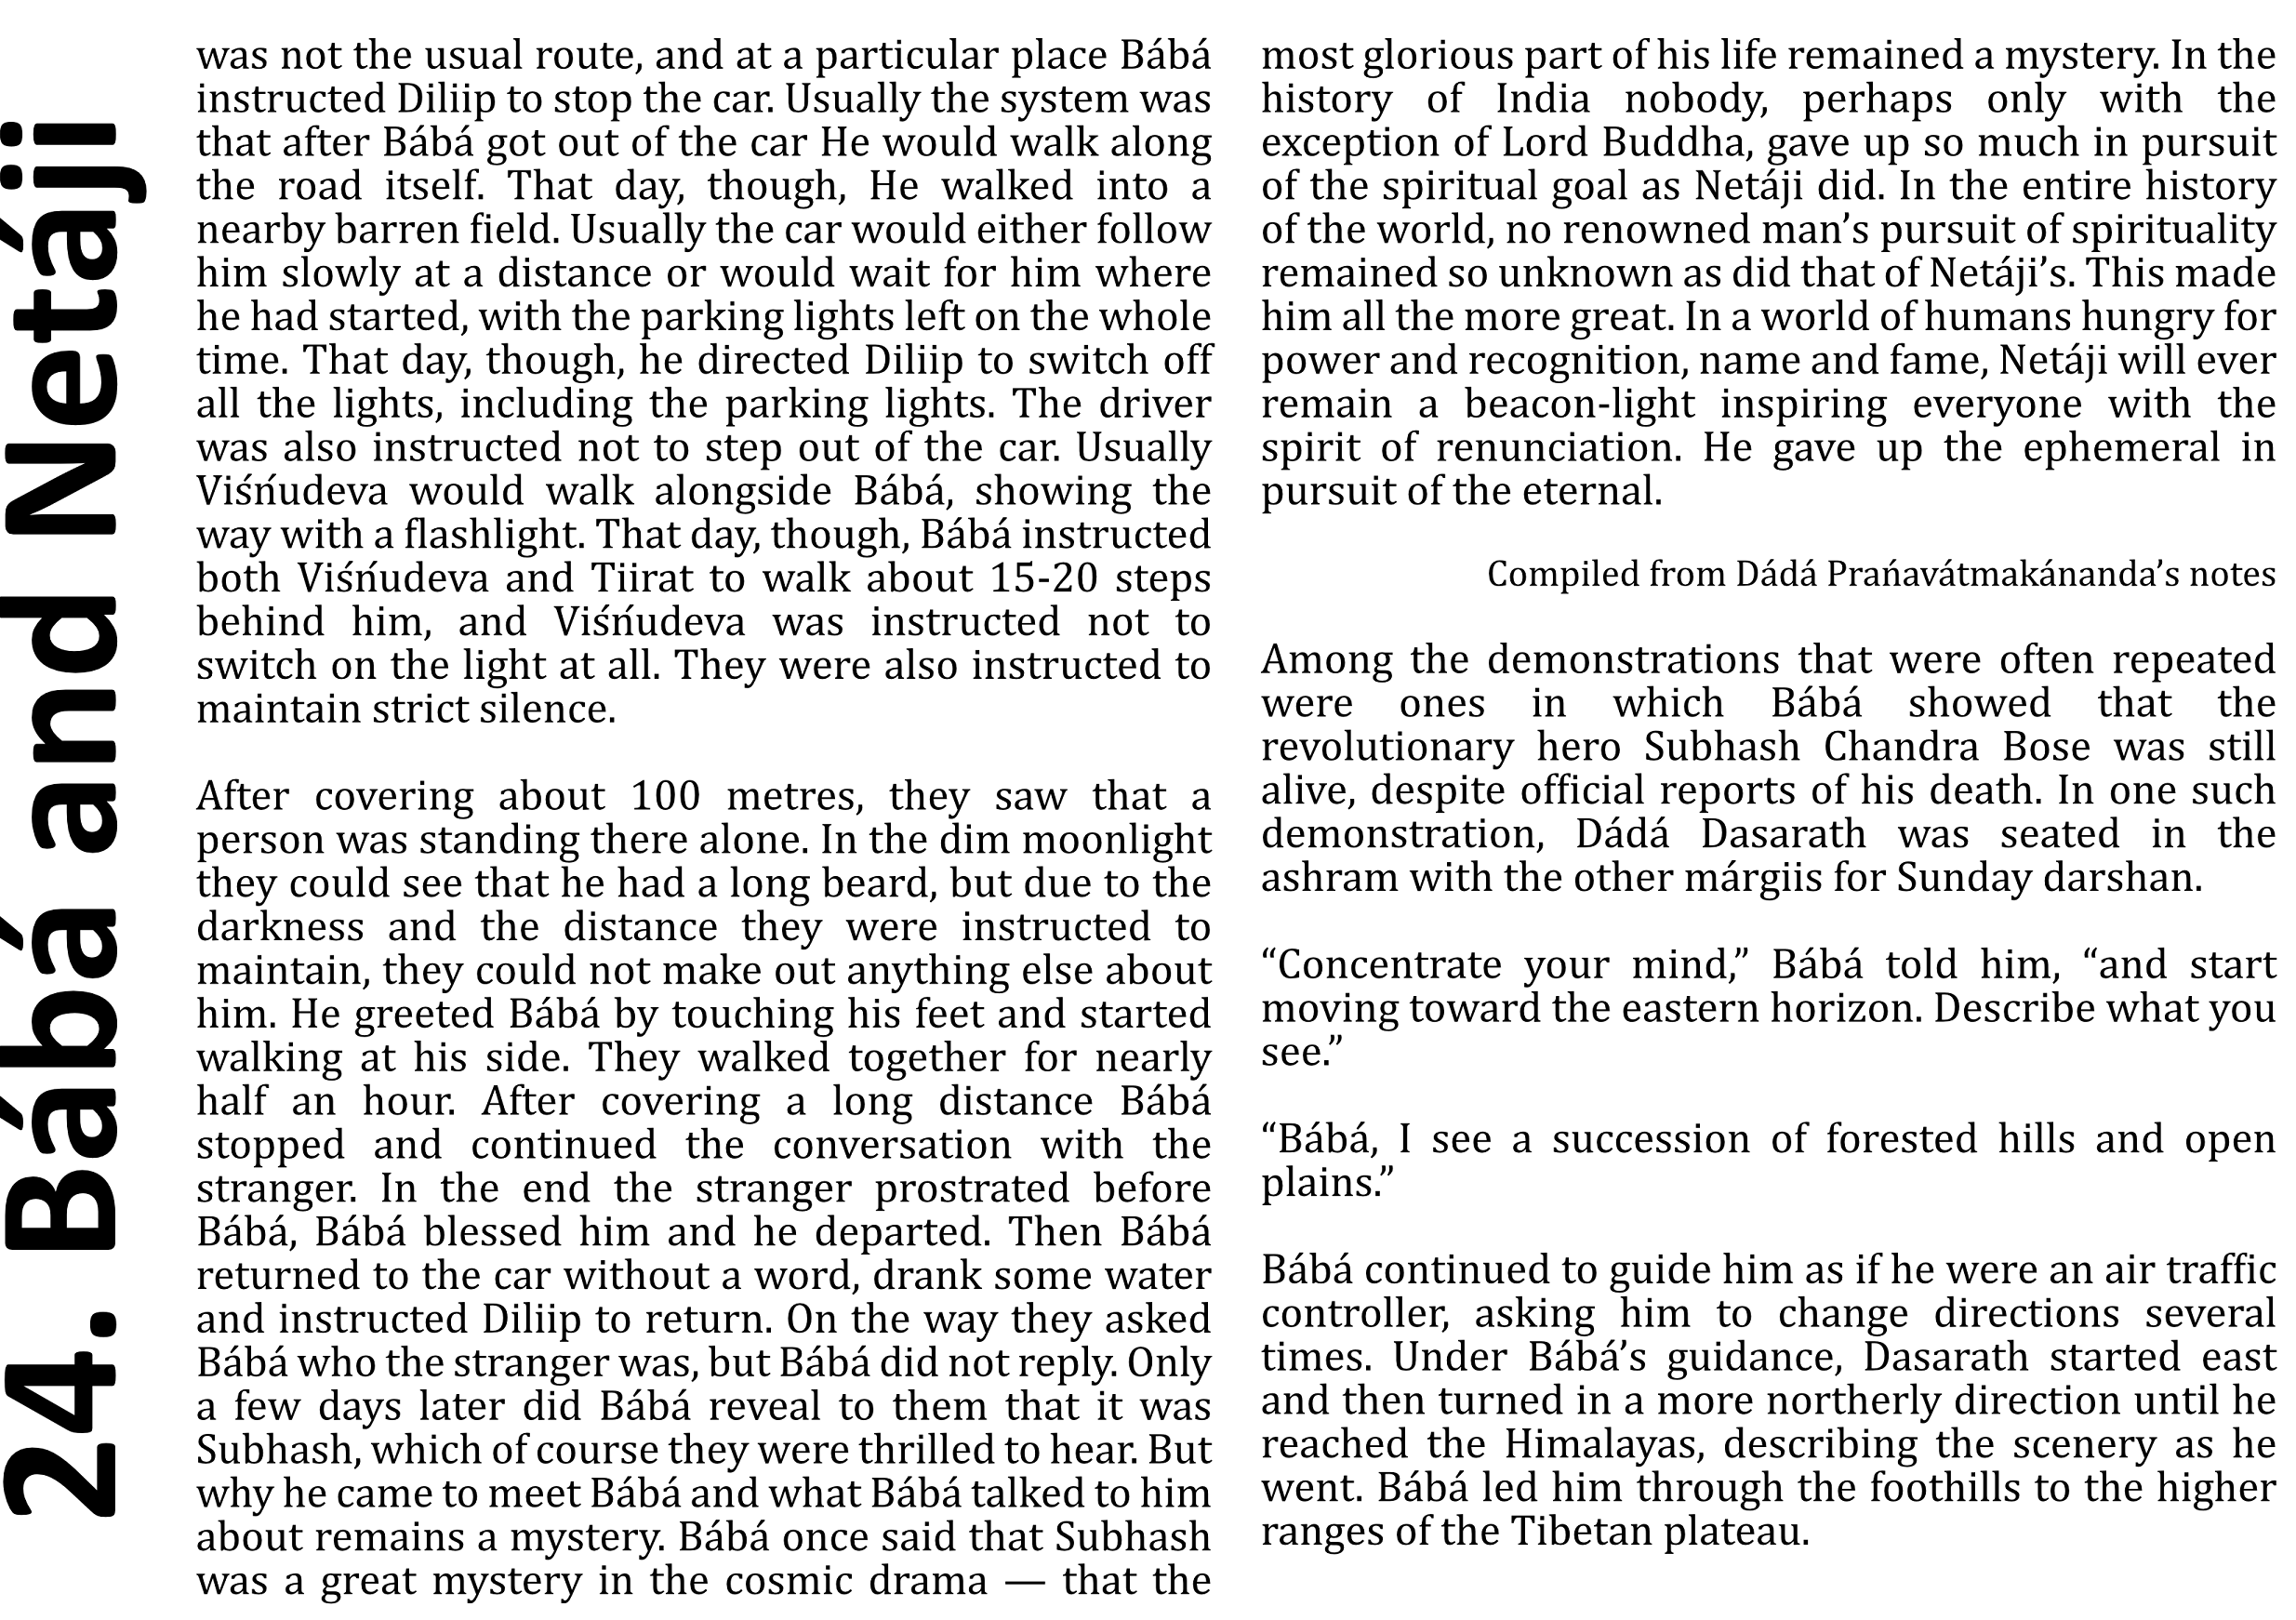 24. Bábá and Netáji
was not the usual route, and at a particular place Bábá
instructed Diliip to stop the car. Usually the system was
that after Bábá got out of the car He would walk along
the road itself. That day, though, He walked into a
nearby barren field. Usually the car would either follow
him slowly at a distance or would wait for him where
he had started, with the parking lights left on the whole
time. That day, though, he directed Diliip to switch off
all the lights, including the parking lights. The driver
was also instructed not to step out of the car. Usually
Viśńudeva would walk alongside Bábá, showing the
way with a flashlight. That day, though, Bábá instructed
both Viśńudeva and Tiirat to walk about 15-20 steps
behind him, and Viśńudeva was instructed not to
switch on the light at all. They were also instructed to
maintain strict silence.
After covering about 100 metres, they saw that a
person was standing there alone. In the dim moonlight
they could see that he had a long beard, but due to the
darkness and the distance they were instructed to
maintain, they could not make out anything else about
him. He greeted Bábá by touching his feet and started
walking at his side. They walked together for nearly
half an hour. After covering a long distance Bábá
stopped and continued the conversation with the
stranger. In the end the stranger prostrated before
Bábá, Bábá blessed him and he departed. Then Bábá
returned to the car without a word, drank some water
and instructed Diliip to return. On the way they asked
Bábá who the stranger was, but Bábá did not reply. Only
a few days later did Bábá reveal to them that it was
Subhash, which of course they were thrilled to hear. But
why he came to meet Bábá and what Bábá talked to him
about remains a mystery. Bábá once said that Subhash
was a great mystery in the cosmic drama — that the
most glorious part of his life remained a mystery. In the
history of India nobody, perhaps only with the
exception of Lord Buddha, gave up so much in pursuit
of the spiritual goal as Netáji did. In the entire history
of the world, no renowned man’s pursuit of spirituality
remained so unknown as did that of Netáji’s. This made
him all the more great. In a world of humans hungry for
power and recognition, name and fame, Netáji will ever
remain a beacon-light inspiring everyone with the
spirit of renunciation. He gave up the ephemeral in
pursuit of the eternal.
Compiled from Dádá Prańavátmakánanda’s notes
Among the demonstrations that were often repeated
were ones in which Bábá showed that the
revolutionary hero Subhash Chandra Bose was still
alive, despite official reports of his death. In one such
demonstration, Dádá Dasarath was seated in the
ashram with the other márgiis for Sunday darshan.
“Concentrate your mind,” Bábá told him, “and start
moving toward the eastern horizon. Describe what you
see.”
“Bábá, I see a succession of forested hills and open
plains.”
Bábá continued to guide him as if he were an air traffic
controller, asking him to change directions several
times. Under Bábá’s guidance, Dasarath started east
and then turned in a more northerly direction until he
reached the Himalayas, describing the scenery as he
went. Bábá led him through the foothills to the higher
ranges of the Tibetan plateau.